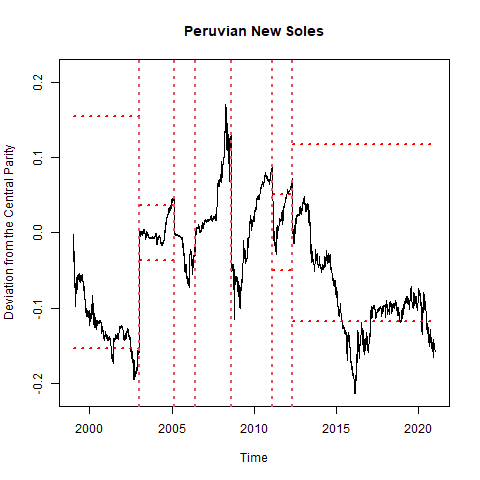 Peruvian New Soles
Deviation from the Central Parity
0.2
0.1
0.0
-0.1
-0.2
2000 2005 2010 2015 2020
Time